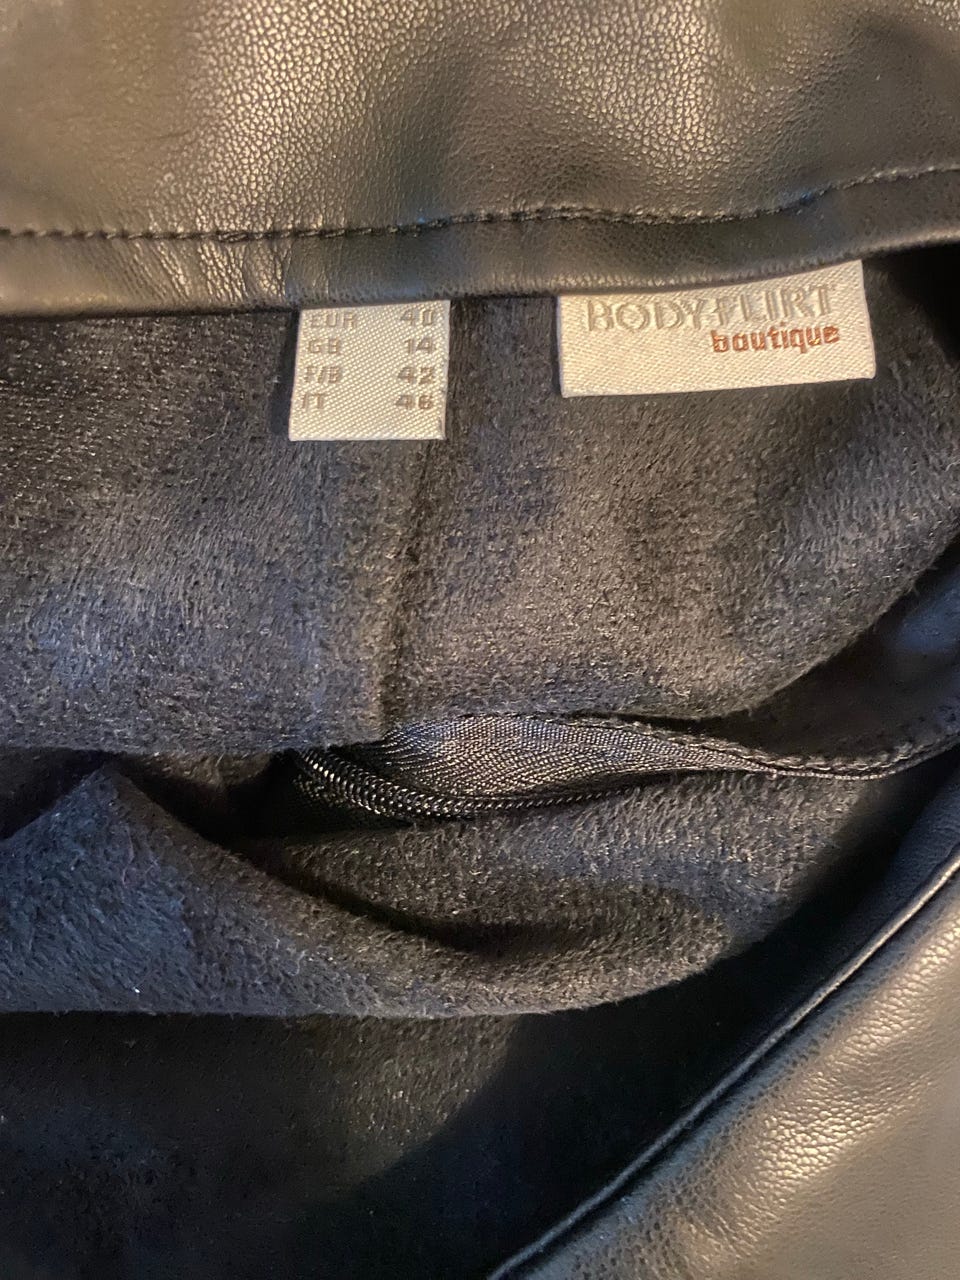 EUR 40
GB 14
F/B 42
IT 46
BODYFLIRT
boutique